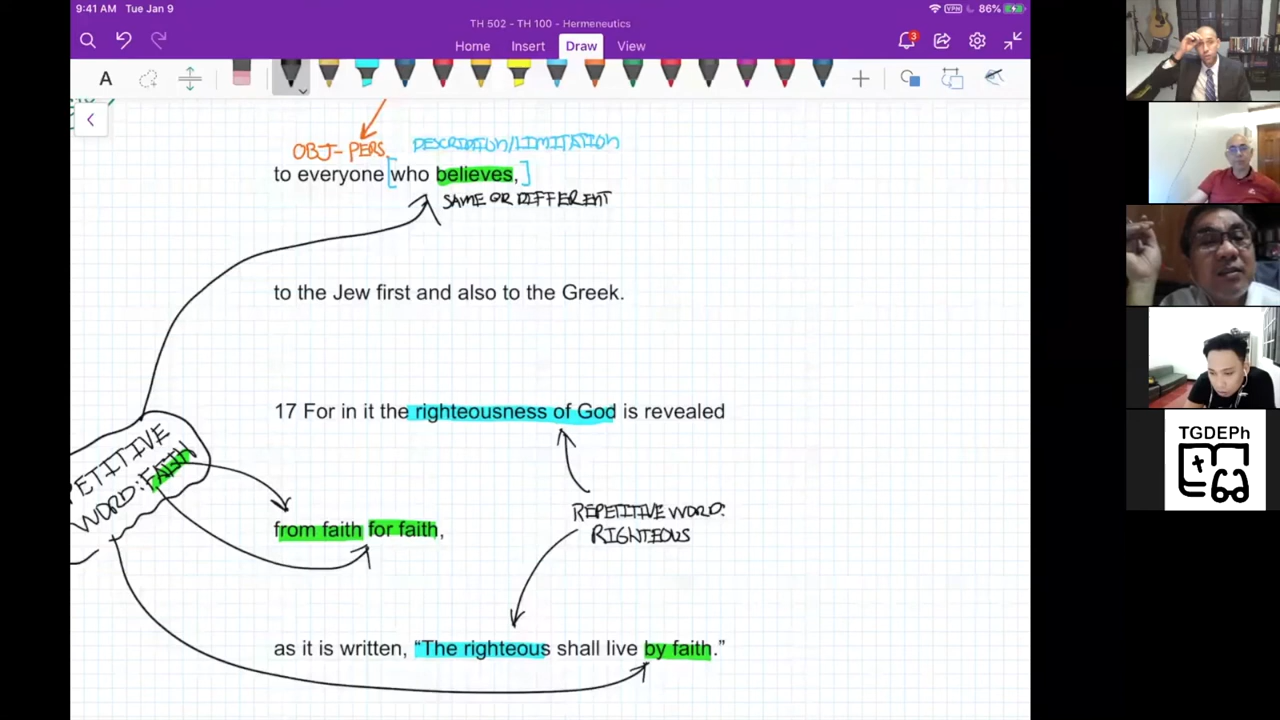 9:41 AM Tue Jan 9
VPN 86%
TH 502 - TH 100 - Hermeneutics
3
Home Insert Draw View
A
OBJ- PERS.
DESCRIPTION/LIMITATION
to everyone [who believes,]
SAME OR DIFFERENT
to the Jew first and also to the Greek.
17 For in it the righteousness of God is revealed
PETITIVE
WORD: FAITH
REPETITIVE WORD:
RIGHTEOUS
from faith for faith,
as it is written, “The righteous shall live by faith.”
TGDEPh